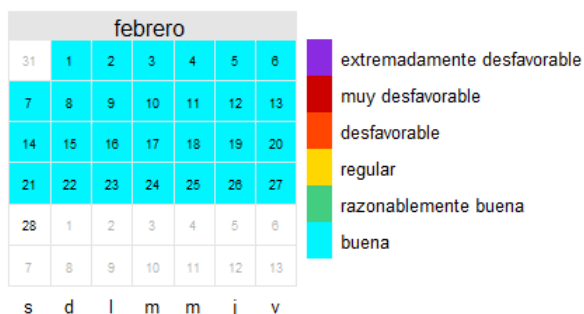 febrero
31 1 2 3 4 5 6
7 8 9 10 11 12 13
14 15 16 17 18 19 20
21 22 23 24 25 26 27
28 1 2 3 4 5 6
7 8 9 10 11 12 13
s d l m m j v
extremadamente desfavorable
muy desfavorable
desfavorable
regular
razonablemente buena
buena